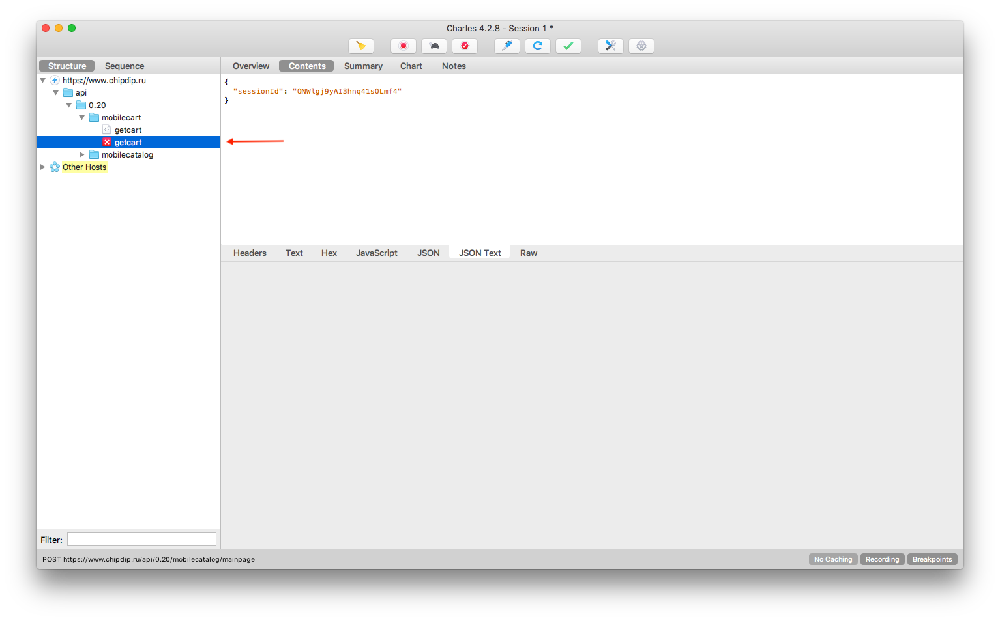 Charles 4.2.8 - Session 1 *
Structure Sequence
Overview Contents Summary Chart Notes
https://www.chipdip.ru
api
0.20
mobilecart
getcart
getcart
mobilecatalog
Other Hosts
{
"sessionId": "ONWlgj9yAI3hnq41sOLmf4"
}
Headers Text Hex JavaScript JSON JSON Text Raw
Filter:
POST https://www.chipdip.ru/api/0.20/mobilecatalog/mainpage
No Caching Recording Breakpoints